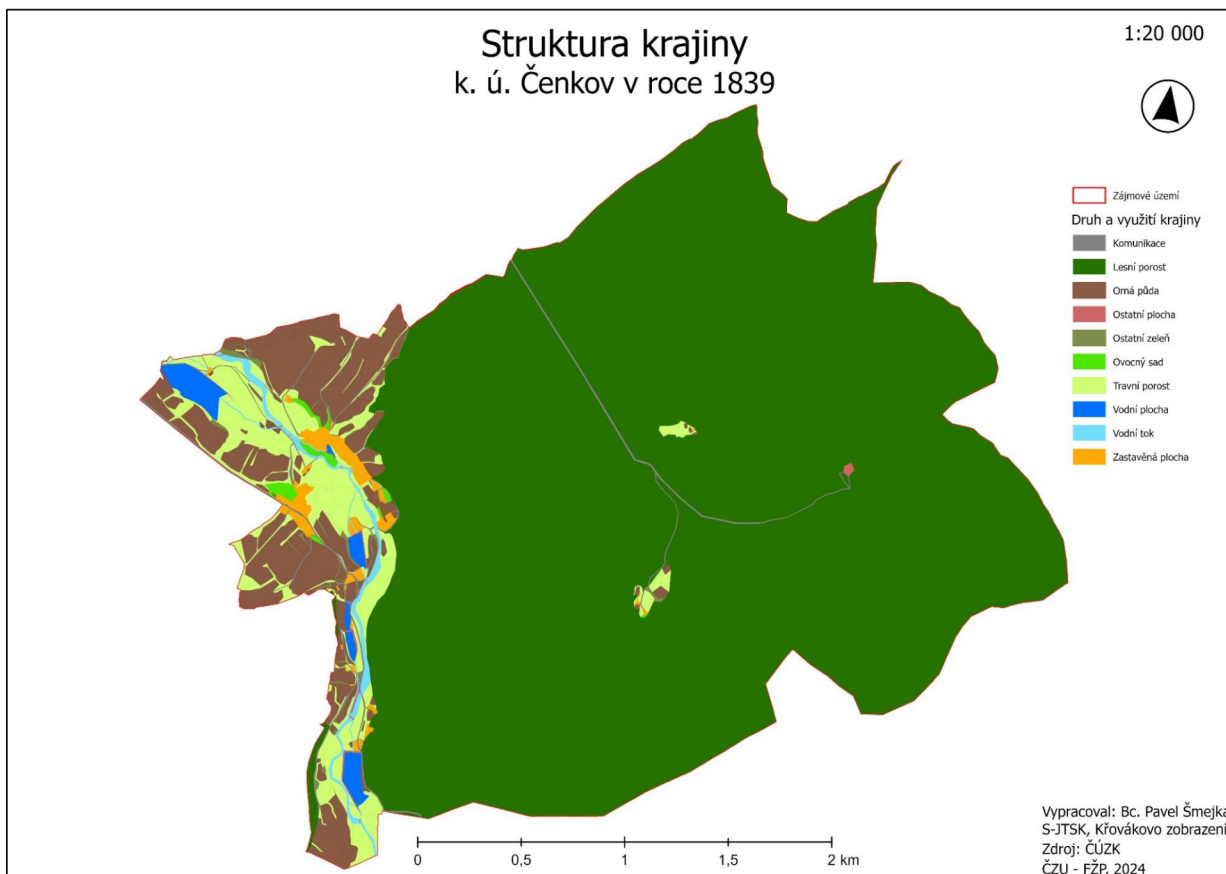 Struktura krajiny
k. ú. Čenkov v roce 1839
1:20 000
Zájmové území
Druh a využití krajiny
Komunikace
Lesní porost
Orná půda
Ostatní plocha
Ostatní zeleň
Ovocný sad
Travní porost
Vodní plocha
Vodní tok
Zastavěná plocha
0 0,5 1 1,5 2 km
Vypracoval: Bc. Pavel Šmejka
S-JTSK, Křovákovo zobrazení
Zdroj: ČÚZK
ČZU - FŽP, 2024